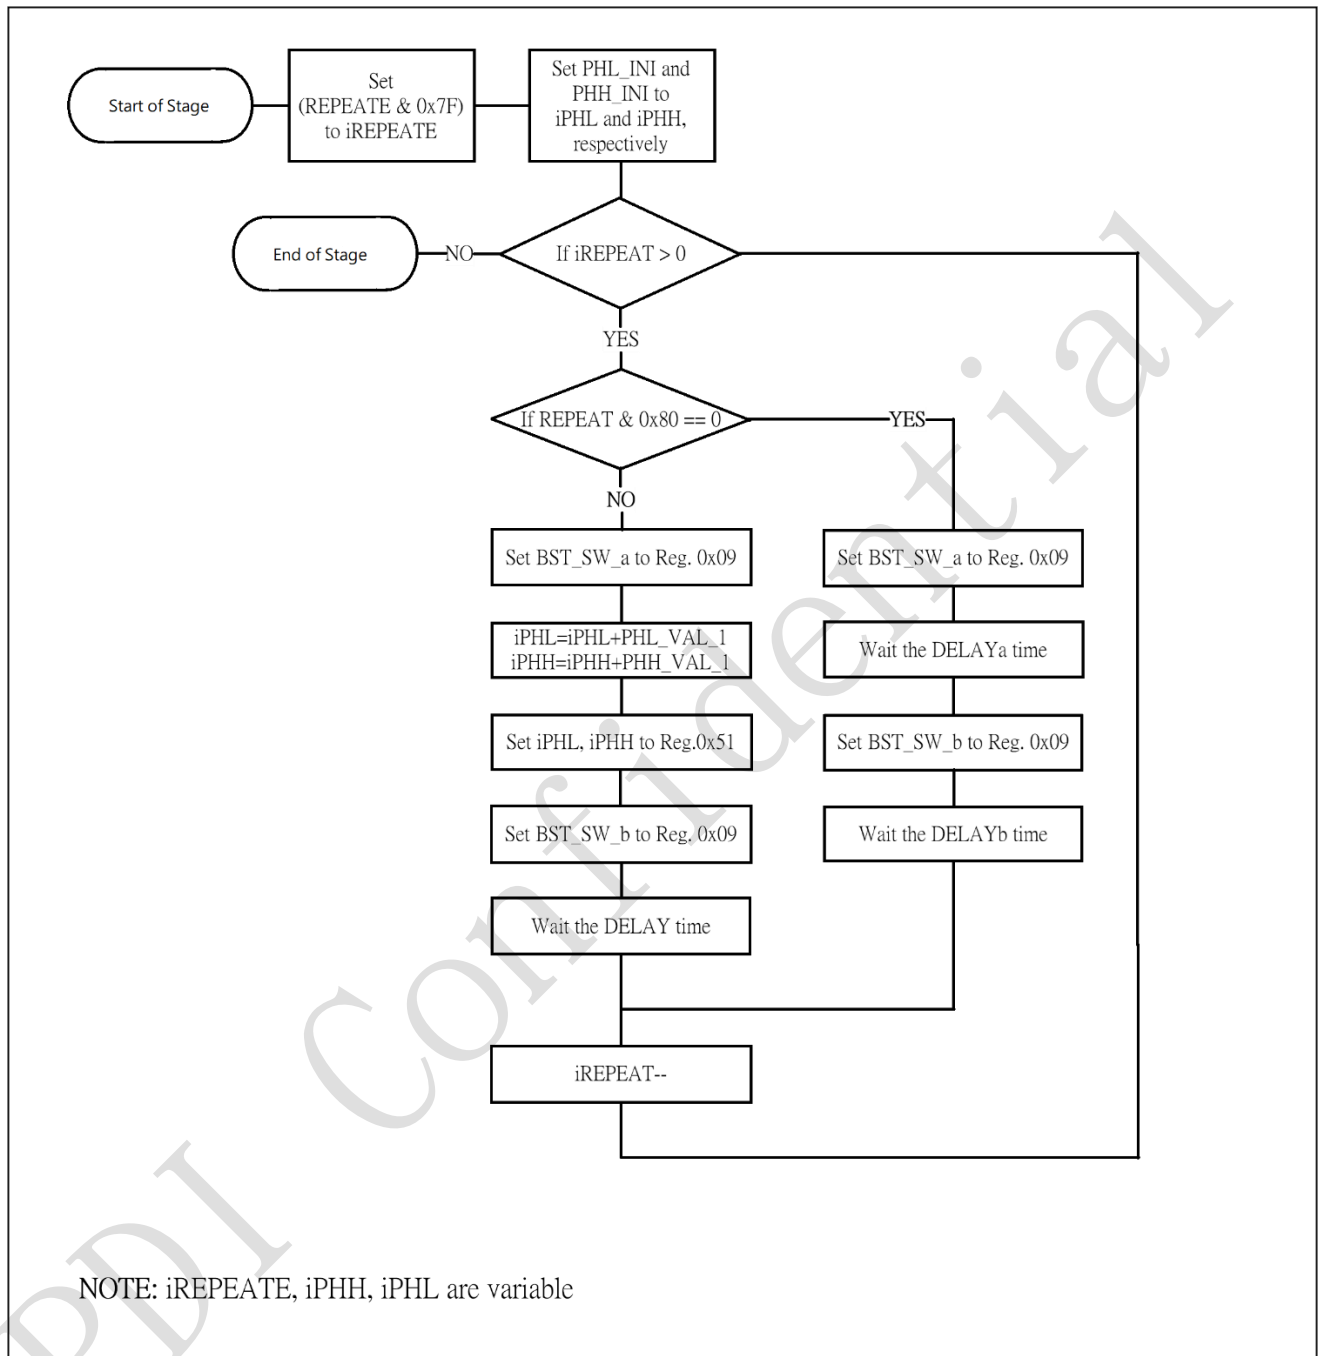 Start of Stage
Set
(REPEATE & 0x7F)
to iREPEATE
Set PHL_INI and
PHH_INI to
iPHL and iPHH,
respectively
End of Stage
NO
If iREPEAT > 0
YES
If REPEAT & 0x80 == 0
YES
NO
Set BST_SW_a to Reg. 0x09
Set BST_SW_a to Reg. 0x09
iPHL=iPHL+PHL_VAL_1
iPHH=iPHH+PHH_VAL_1
Wait the DELAYa time
Set iPHL, iPHH to Reg.0x51
Set BST_SW_b to Reg. 0x09
Set BST_SW_b to Reg. 0x09
Wait the DELAYb time
Wait the DELAY time
iREPEAT--
NOTE: iREPEATE, iPHH, iPHL are variable
PDI Confidential